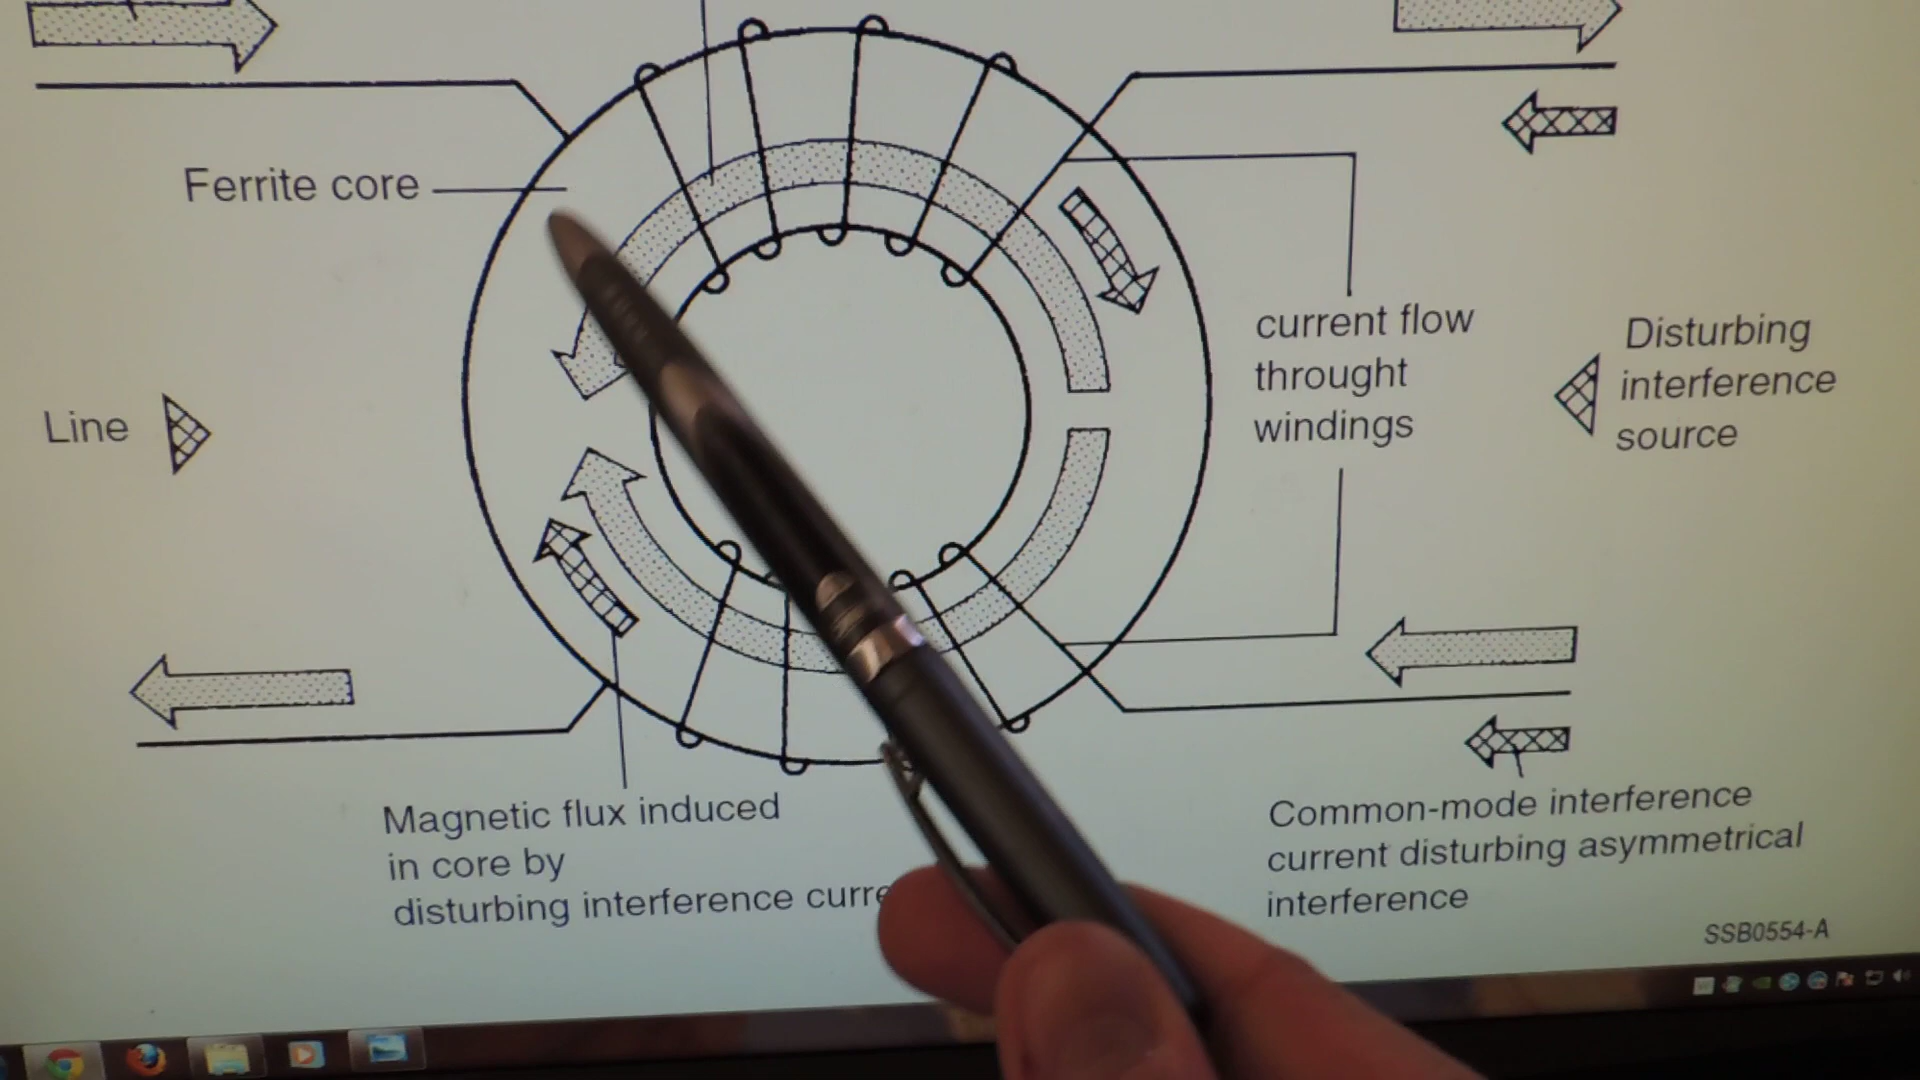 Ferrite core
Line
current flow
throught
windings
Disturbing
interference
source
Magnetic flux induced
in core by
disturbing interference curre
Common-mode interference
current disturbing asymmetrical
interference
SSB0554-A